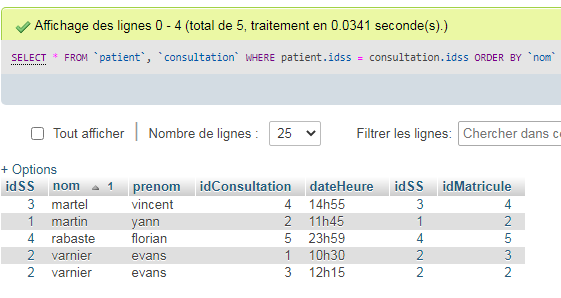 Affichage des lignes 0 - 4 (total de 5, traitement en 0.0341 seconde(s).)
SELECT * FROM `patient`, `consultation` WHERE patient.idss = consultation.idss ORDER BY `nom`
Tout afficher | Nombre de lignes : 25 Filtrer les lignes: Chercher dans
+ Options
idSS nom 1 prenom idConsultation dateHeure idSS idMatricule
3 martel vincent 4 14h55 3 4
1 martin yann 2 11h45 1 2
4 rabaste florian 5 23h59 4 5
2 varnier evans 1 10h30 2 3
2 varnier evans 3 12h15 2 2